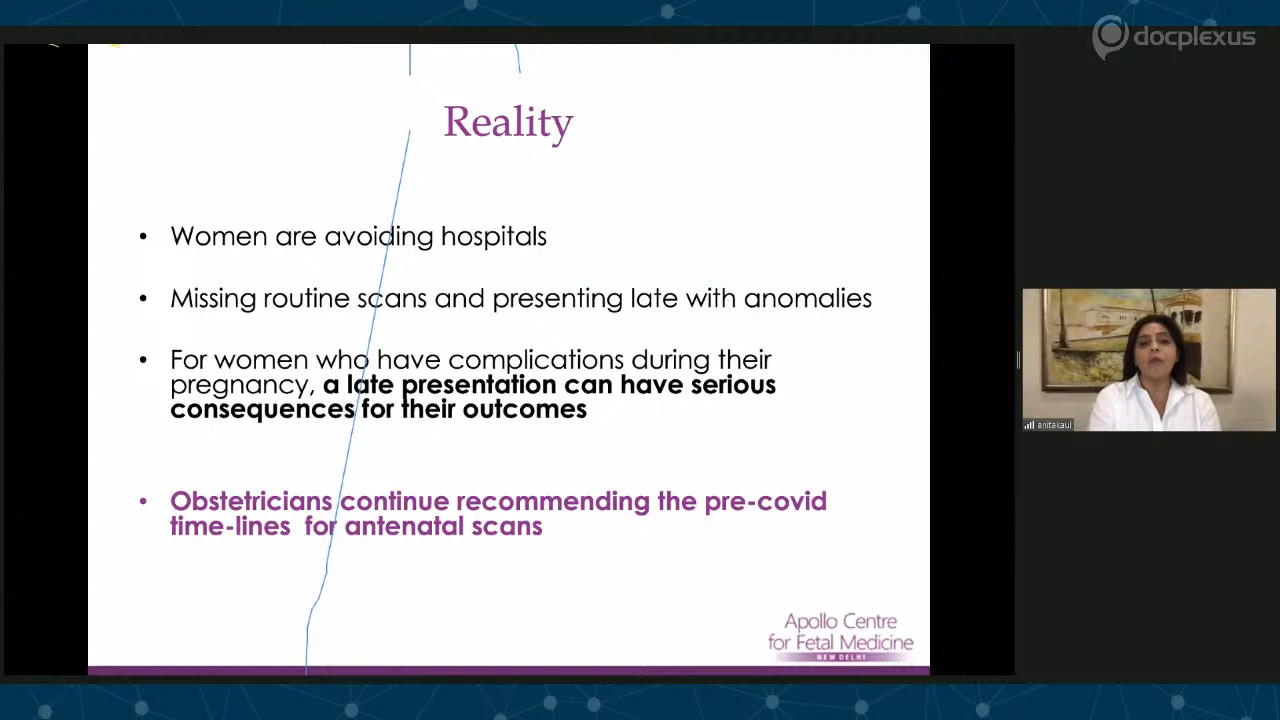 docplexus
Reality
• Women are avoiding hospitals
• Missing routine scans and presenting late with anomalies
• For women who have complications during their
pregnancy, a late presentation can have serious
consequences for their outcomes
• Obstetricians continue recommending the pre-covid
time-lines for antenatal scans
anitakaul
Apollo Centre
for Fetal Medicine
NEW DELHI